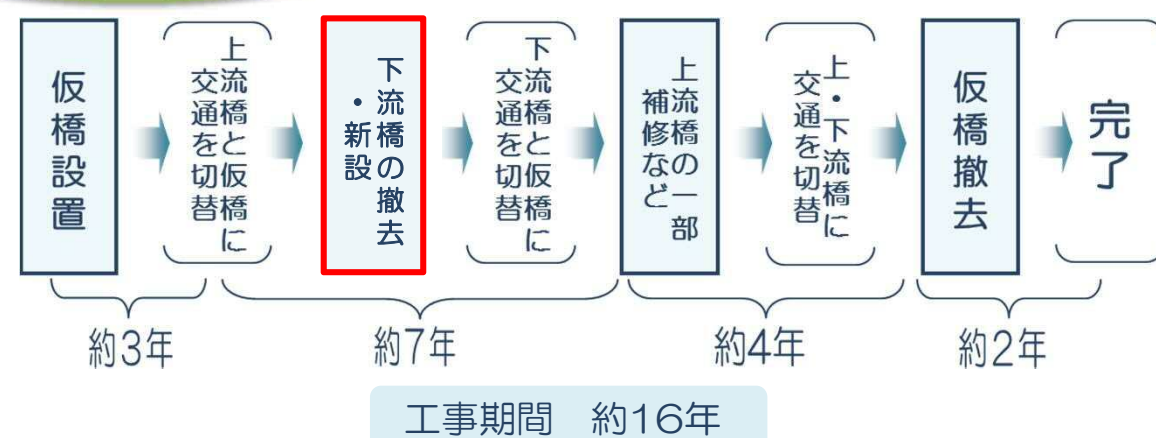 仮橋設置
上流橋と仮橋に
交通を切替
下流橋の撤去
・新設
下流橋と仮橋に
交通を切替
上流橋の一部
補修など
上・下流橋に
交通を切替
仮橋撤去
完了
約3年
約7年
約4年
約2年
工事期間　約16年